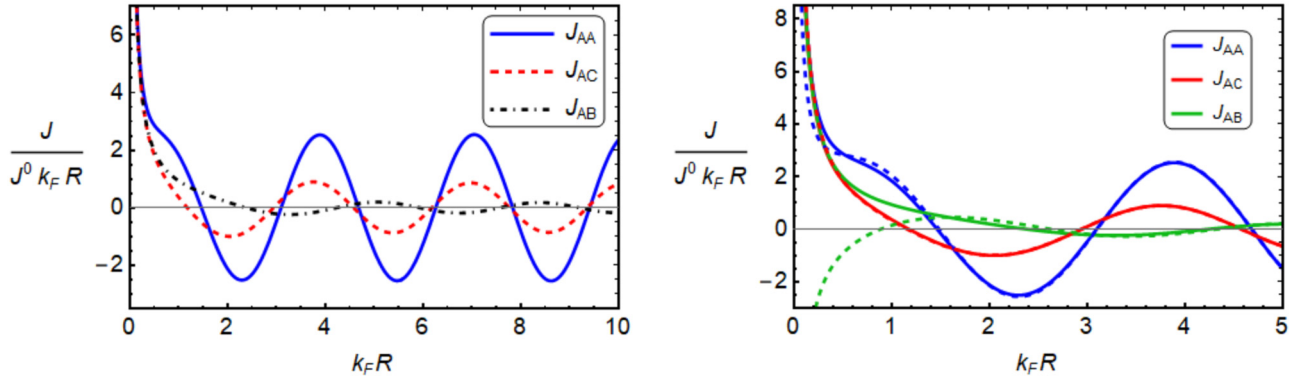 6
4
2
0
−2
J
J⁰ k_F R
J_AA
J_AC
J_AB
0 2 4 6 8 10
k_F R
8
6
4
2
0
−2
J
J⁰ k_F R
J_AA
J_AC
J_AB
0 1 2 3 4 5
k_F R